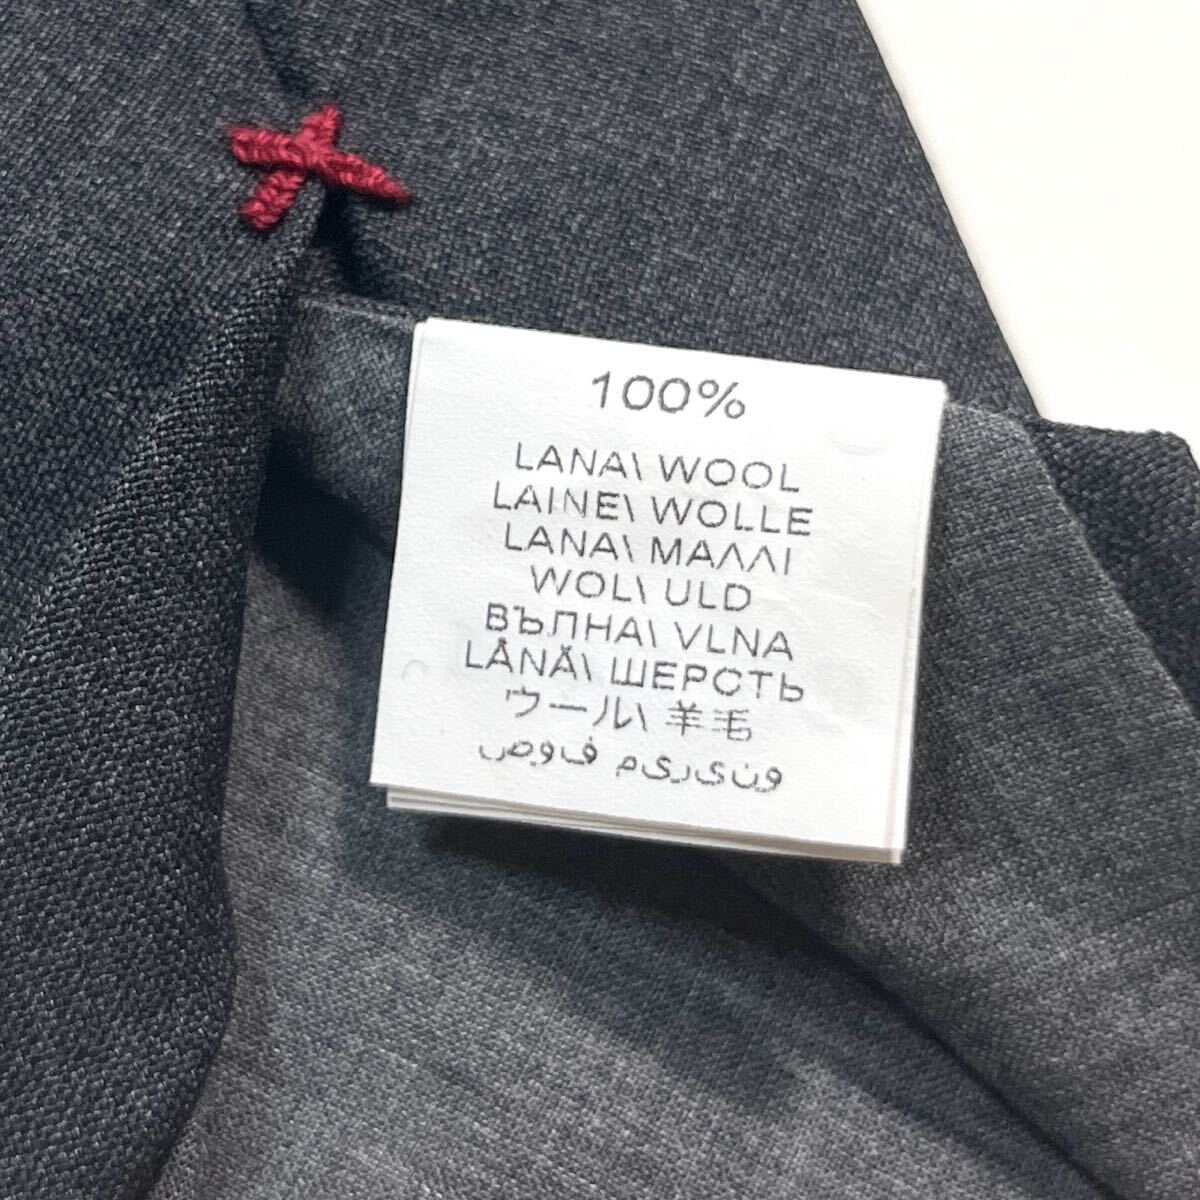 100%
LANA\ WOOL
LAINE\ WOLLE
LANA\ ΜΑΛΛΙ
WOL\ ULD
ВЪЛНА\ VLNA
LÂNĂ\ ШЕРСТЬ
ウール\ 羊毛